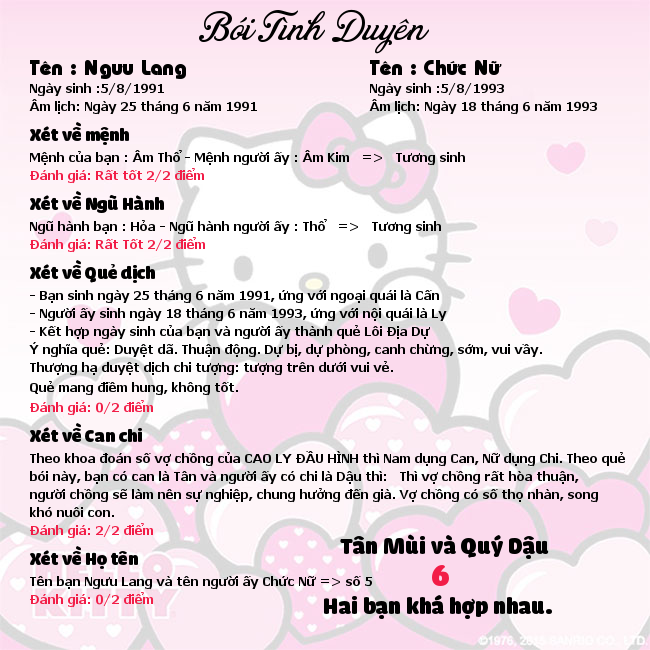 Bói Tình Duyên
Tên : Ngưu Lang
Ngày sinh :5/8/1991
Âm lịch: Ngày 25 tháng 6 năm 1991
Tên : Chức Nữ
Ngày sinh :5/8/1993
Âm lịch: Ngày 18 tháng 6 năm 1993
Xét về mệnh
Mệnh của bạn : Âm Thổ - Mệnh người ấy : Âm Kim => Tương sinh
Đánh giá: Rất tốt 2/2 điểm
Xét về Ngũ Hành
Ngũ hành bạn : Hỏa - Ngũ hành người ấy : Thổ => Tương sinh
Đánh giá: Rất Tốt 2/2 điểm
Xét về Quẻ dịch
- Bạn sinh ngày 25 tháng 6 năm 1991, ứng với ngoại quái là Cấn
- Người ấy sinh ngày 18 tháng 6 năm 1993, ứng với nội quái là Ly
- Kết hợp ngày sinh của bạn và người ấy thành quẻ Lôi Địa Dự
Ý nghĩa quẻ: Duyệt dã. Thuận động. Dự bị, dự phòng, canh chừng, sớm, vui vầy.
Thượng hạ duyệt dịch chi tượng: tượng trên dưới vui vẻ.
Quẻ mang điềm hung, không tốt.
Đánh giá: 0/2 điểm
Xét về Can chi
Theo khoa đoán số vợ chồng của CAO LY ĐẦU HÌNH thì Nam dụng Can, Nữ dụng Chi. Theo quẻ
bói này, bạn có can là Tân và người ấy có chi là Dậu thì: Thì vợ chồng rất hòa thuận,
người chồng sẽ làm nên sự nghiệp, chung hưởng đến già. Vợ chồng có số thọ nhàn, song
khó nuôi con.
Đánh giá: 2/2 điểm
Xét về Họ tên
Tên bạn Ngưu Lang và tên người ấy Chức Nữ => số 5
Đánh giá: 0/2 điểm
Tân Mùi và Quý Dậu
6
Hai bạn khá hợp nhau.
KITTY